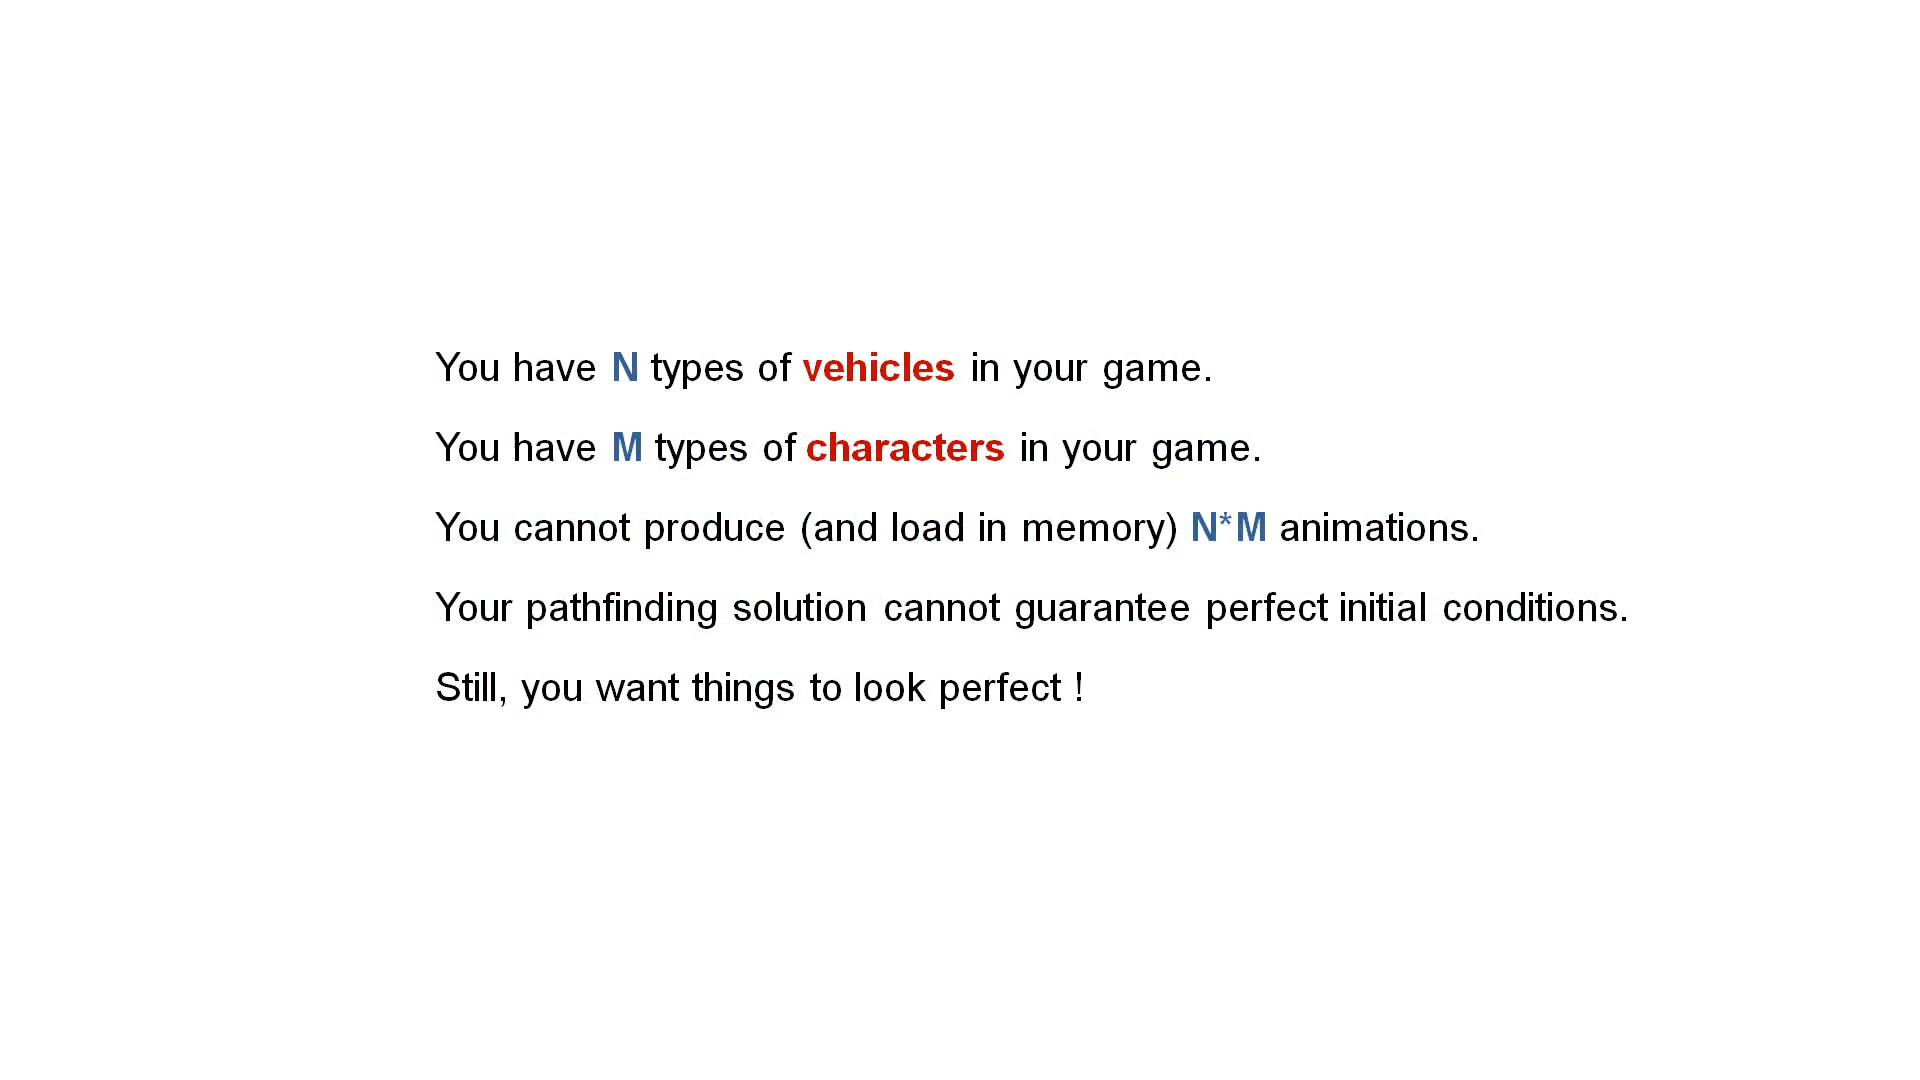 You have N types of vehicles in your game.
You have M types of characters in your game.
You cannot produce (and load in memory) N*M animations.
Your pathfinding solution cannot guarantee perfect initial conditions.
Still, you want things to look perfect !